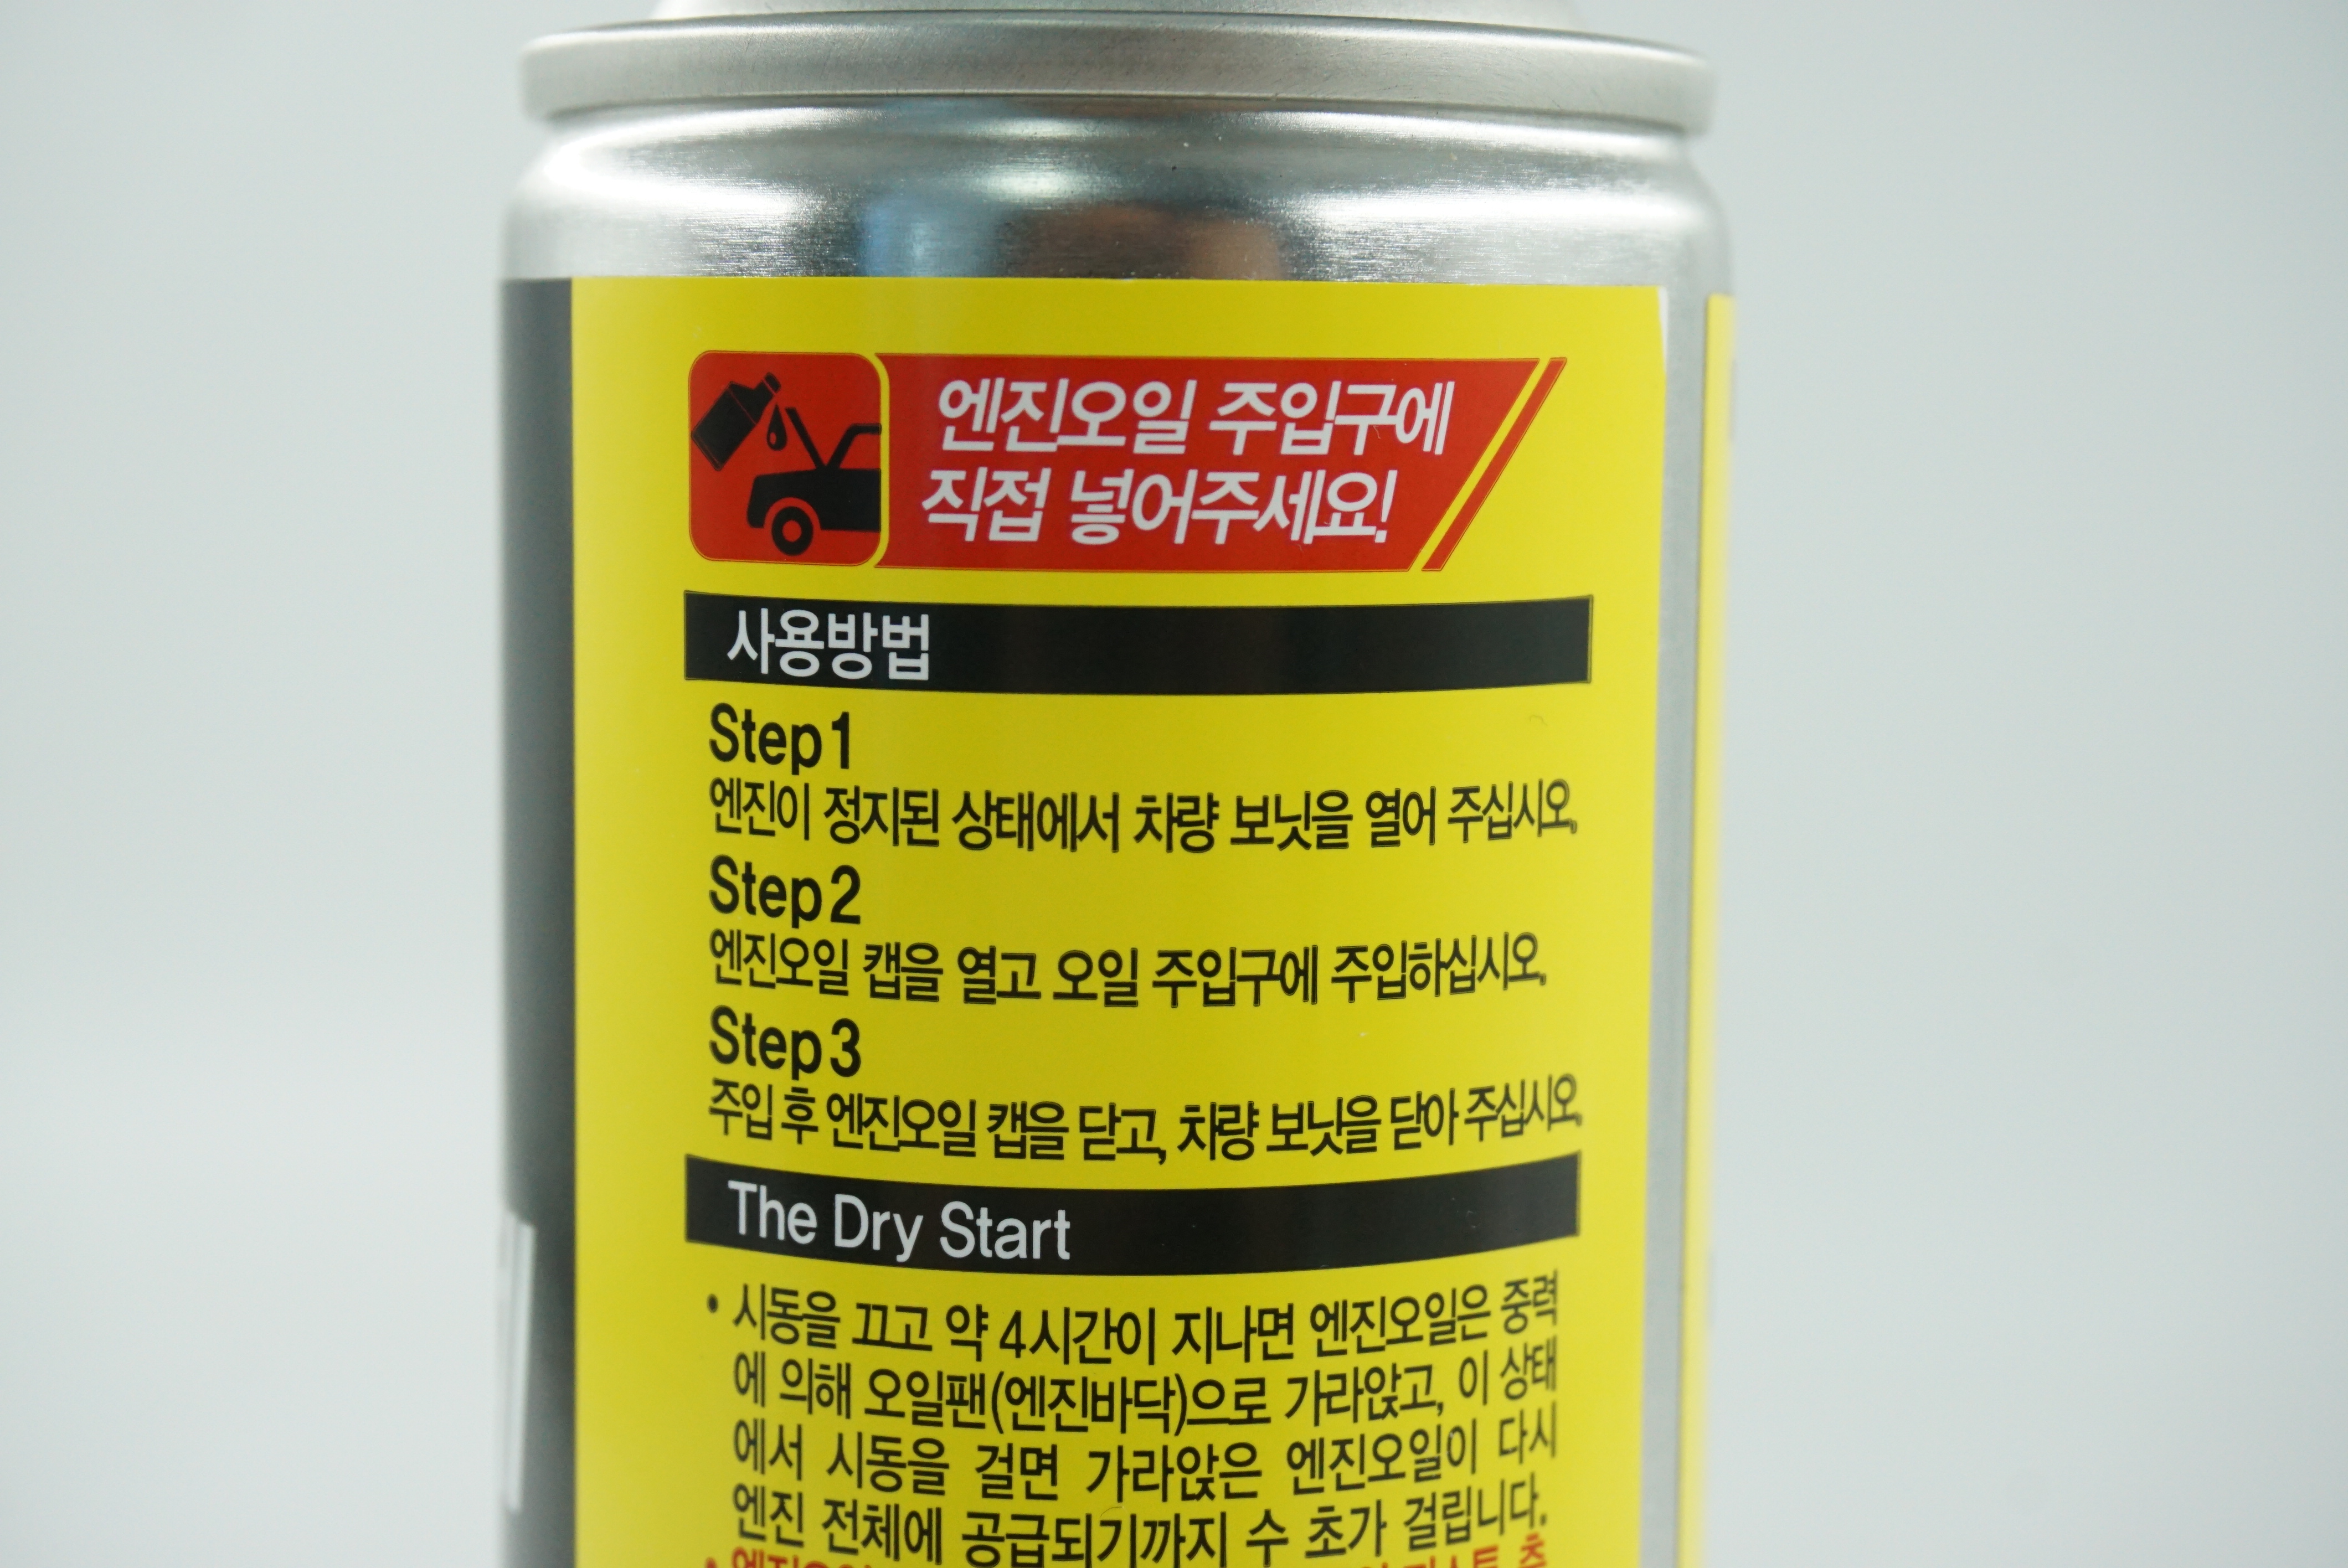 엔진오일 주입구에
직접 넣어주세요!
사용방법
Step1
엔진이 정지된 상태에서 차량 보닛을 열어 주십시오.
Step2
엔진오일 캡을 열고 오일 주입구에 주입하십시오.
Step3
주입 후 엔진오일 캡을 닫고, 차량 보닛을 닫아 주십시오.
The Dry Start
• 시동을 끄고 약 4시간이 지나면 엔진오일은 중력
에 의해 오일팬(엔진바닥)으로 가라앉고, 이 상태
에서 시동을 걸면 가라앉은 엔진오일이 다시
엔진 전체에 공급되기까지 수 초가 걸립니다.